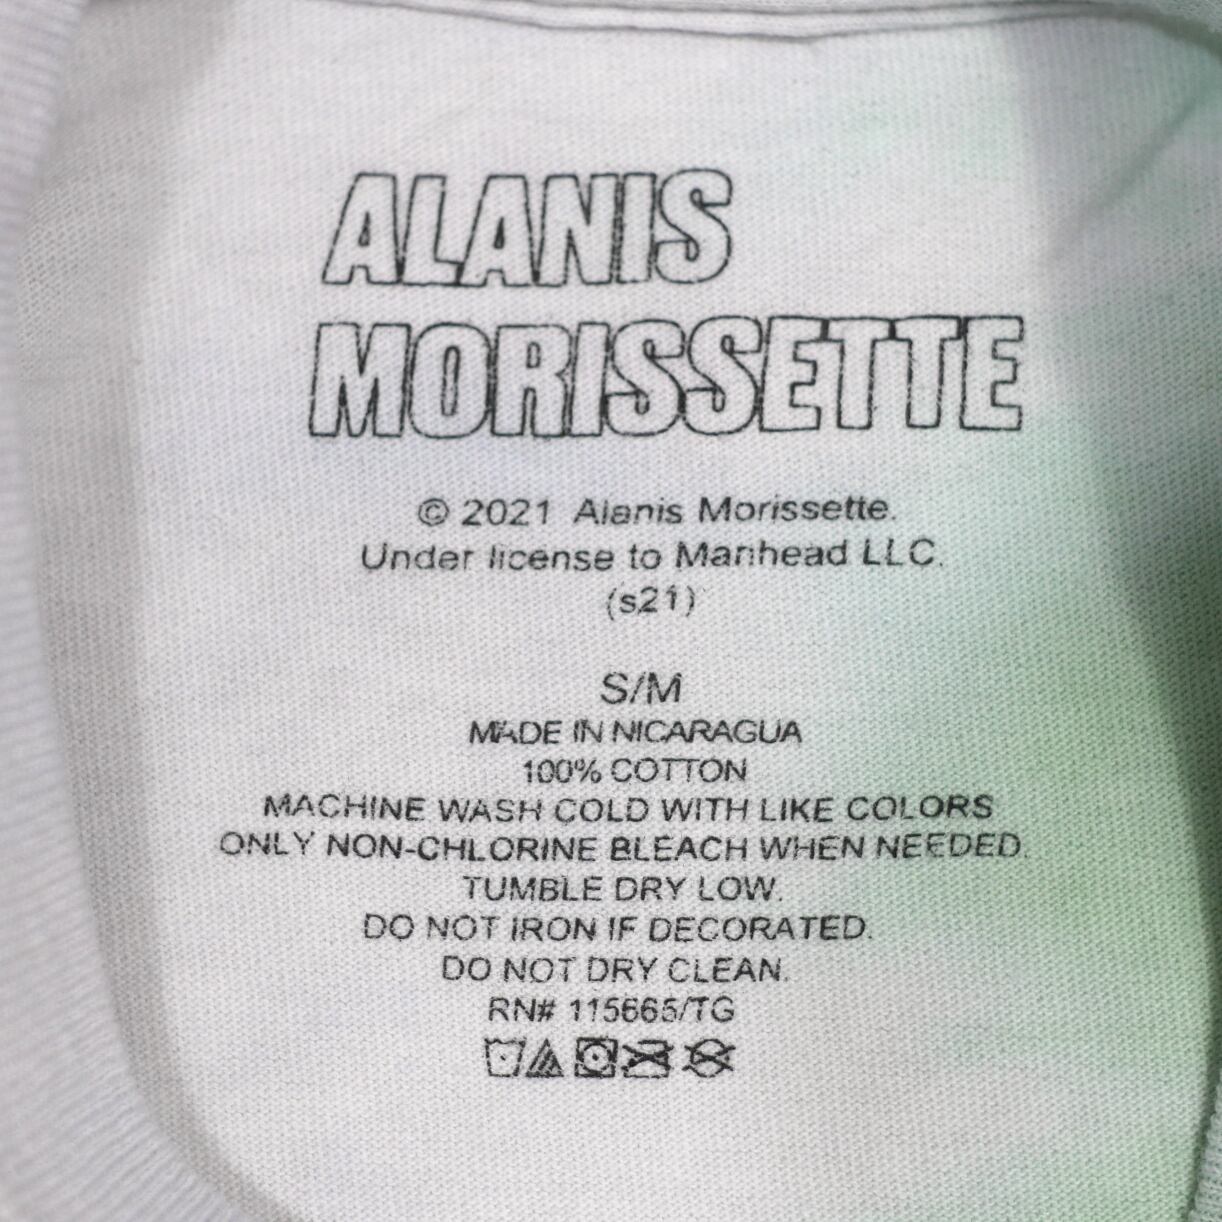 ALANIS
MORISSETTE
© 2021 Alanis Morissette.
Under license to Manhead LLC.
(s21)
S/M
MADE IN NICARAGUA
100% COTTON
MACHINE WASH COLD WITH LIKE COLORS
ONLY NON-CHLORINE BLEACH WHEN NEEDED.
TUMBLE DRY LOW.
DO NOT IRON IF DECORATED.
DO NOT DRY CLEAN.
RN# 115665/TG